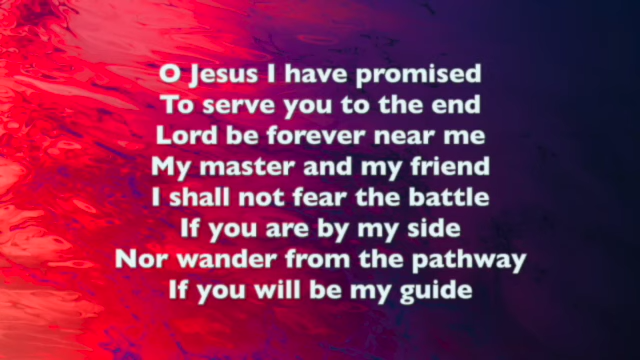 O Jesus I have promised
To serve you to the end
Lord be forever near me
My master and my friend
I shall not fear the battle
If you are by my side
Nor wander from the pathway
If you will be my guide